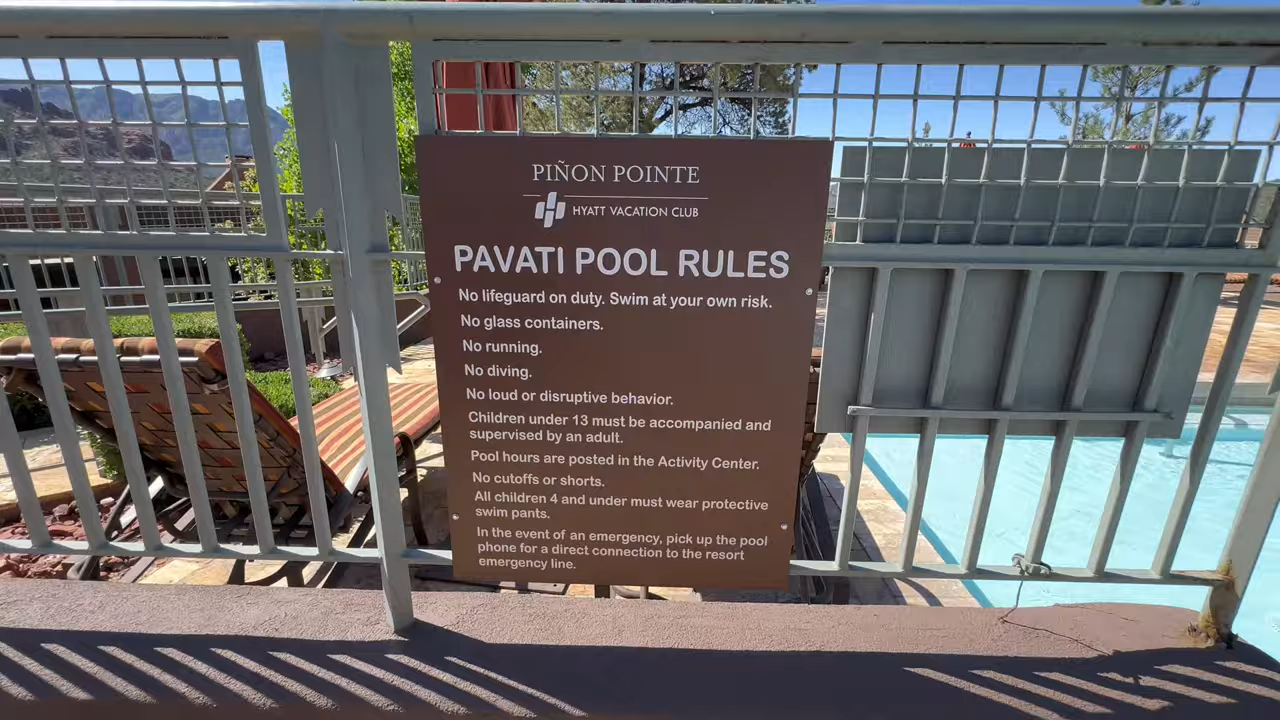 PIÑON POINTE
HYATT VACATION CLUB
PAVATI POOL RULES
No lifeguard on duty. Swim at your own risk.
No glass containers.
No running.
No diving.
No loud or disruptive behavior.
Children under 13 must be accompanied and
supervised by an adult.
Pool hours are posted in the Activity Center.
No cutoffs or shorts.
All children 4 and under must wear protective
swim pants.
In the event of an emergency, pick up the pool
phone for a direct connection to the resort
emergency line.